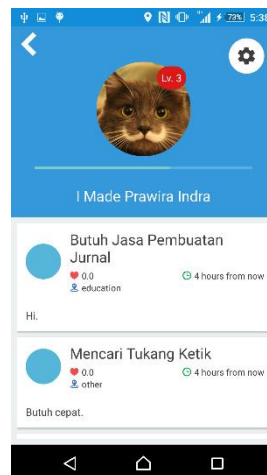 73% 5:38
Lv. 3
I Made Prawira Indra
Butuh Jasa Pembuatan
Jurnal
0.0
4 hours from now
education
Hi.
Mencari Tukang Ketik
0.0
4 hours from now
other
Butuh cepat.